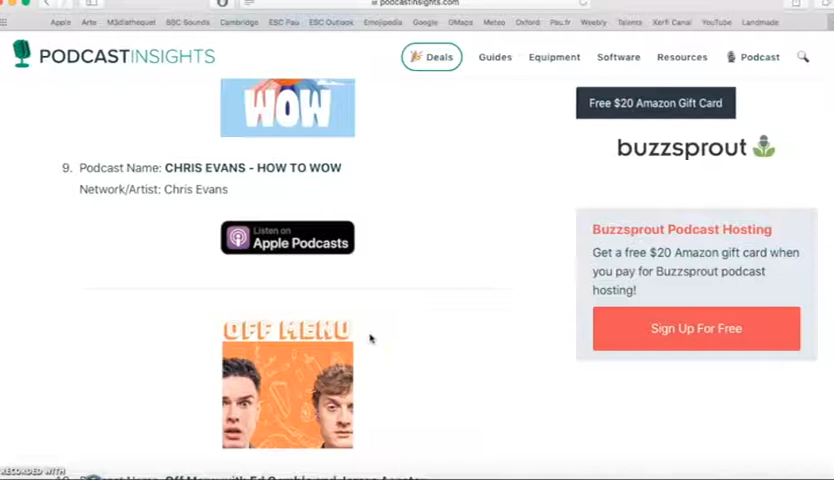 podcastinsights.com
Apple Arte M3diathequel BBC Sounds Cambridge ESC Pau ESC Outlook Emojipedia Google GMaps Meteo Oxford Pau.fr Weebly Talents Xerfi Canal YouTube Landmade
PODCASTINSIGHTS
Deals Guides Equipment Software Resources Podcast
WOW
9. Podcast Name: CHRIS EVANS - HOW TO WOW
Network/Artist: Chris Evans
Listen on
Apple Podcasts
OFF MENU
Free $20 Amazon Gift Card
buzzsprout
Buzzsprout Podcast Hosting
Get a free $20 Amazon gift card when
you pay for Buzzsprout podcast
hosting!
Sign Up For Free
RECORDED WITH